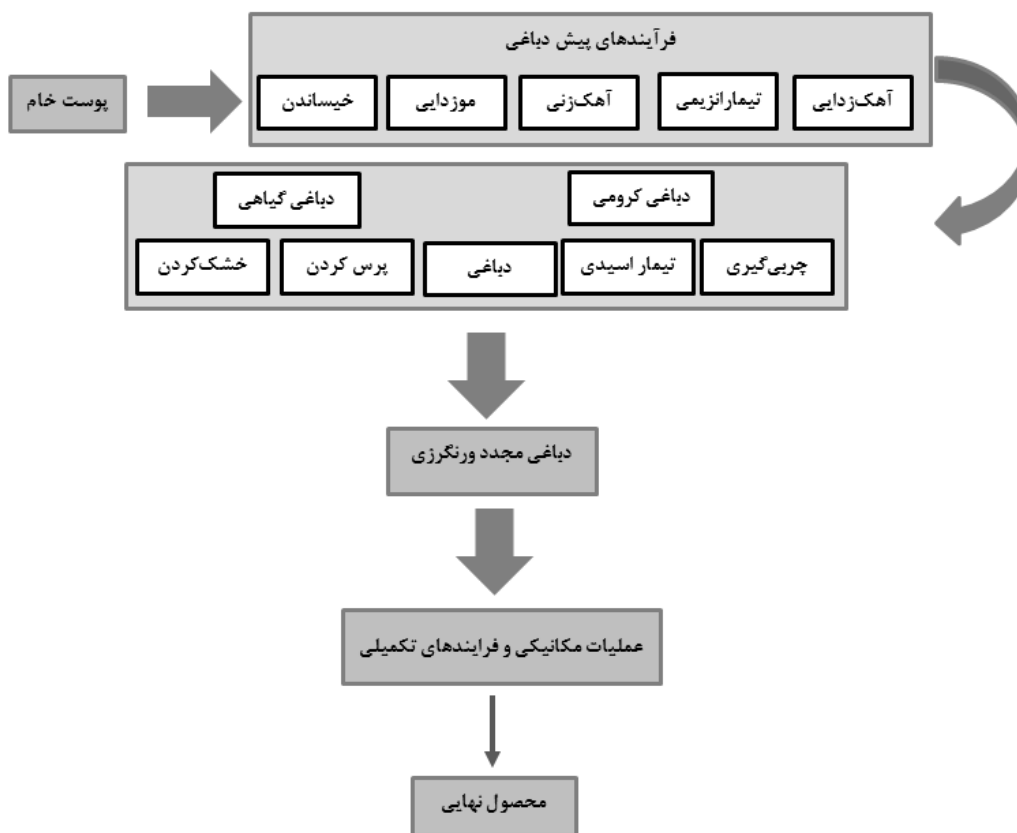 فرآیندهای پیش دباغی
پوست خام
خیساندن
موزدایی
آهک‌زنی
تیمارانزیمی
آهک‌زدایی
دباغی کرومی
دباغی گیاهی
چربی‌گیری
تیمار اسیدی
دباغی
پرس کردن
خشک‌کردن
دباغی مجدد ورنگرزی
عملیات مکانیکی و فرایندهای تکمیلی
محصول نهایی